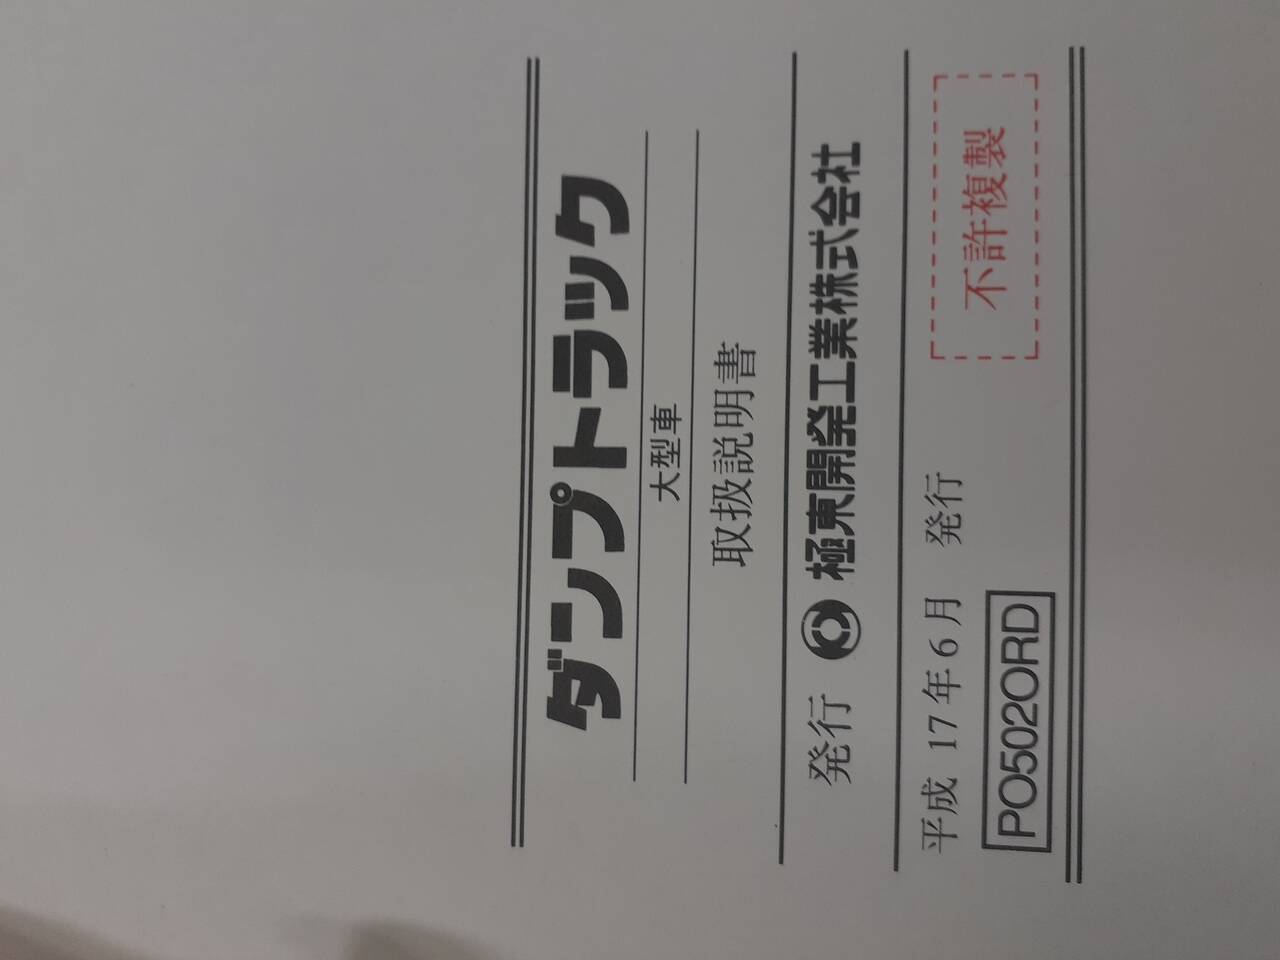 ダンプトラック
大型車
取扱説明書
発行 極東開発工業株式会社
平成 17年6月 発行
PO502ORD
不許複製